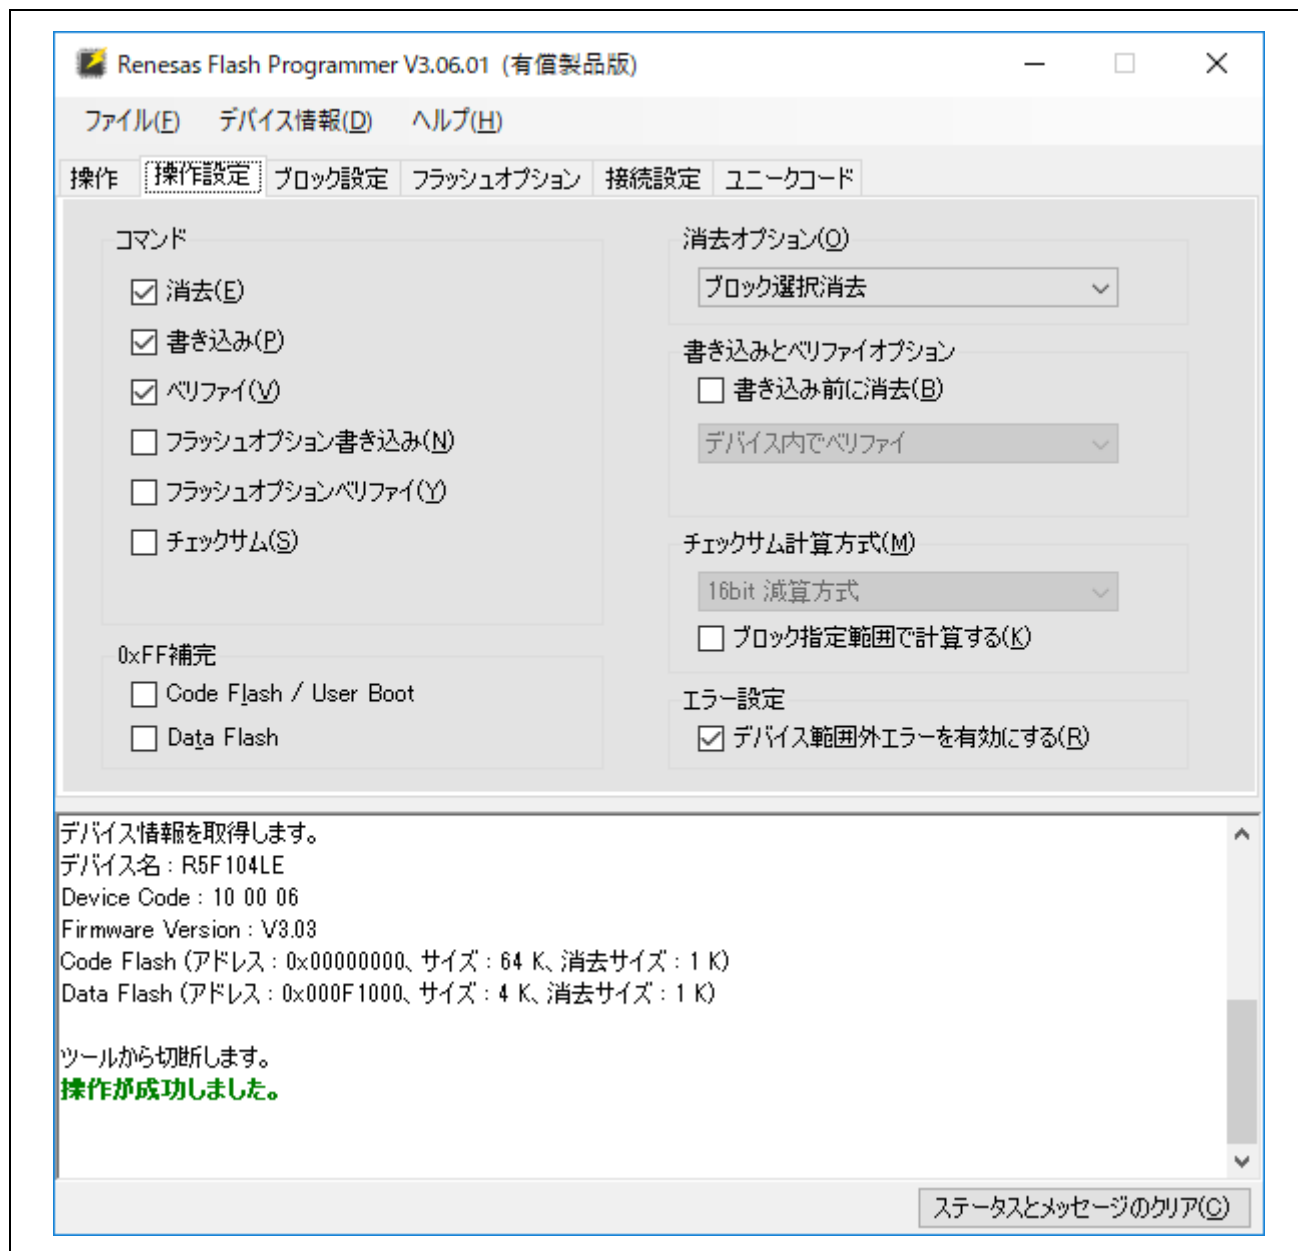 Renesas Flash Programmer V3.06.01 (有償製品版)
ファイル(F) デバイス情報(D) ヘルプ(H)
操作 操作設定 ブロック設定 フラッシュオプション 接続設定 ユニークコード
コマンド
消去(E)
書き込み(P)
ベリファイ(V)
フラッシュオプション書き込み(N)
フラッシュオプションベリファイ(Y)
チェックサム(S)
0xFF補完
Code Flash / User Boot
Data Flash
消去オプション(O)
ブロック選択消去
書き込みとベリファイオプション
書き込み前に消去(B)
デバイス内でベリファイ
チェックサム計算方式(M)
16bit 減算方式
ブロック指定範囲で計算する(K)
エラー設定
デバイス範囲外エラーを有効にする(R)
デバイス情報を取得します。
デバイス名 : R5F104LE
Device Code : 10 00 06
Firmware Version : V3.03
Code Flash (アドレス : 0x00000000、サイズ : 64 K、消去サイズ : 1 K)
Data Flash (アドレス : 0x000F1000、サイズ : 4 K、消去サイズ : 1 K)
ツールから切断します。
操作が成功しました。
ステータスとメッセージのクリア(C)